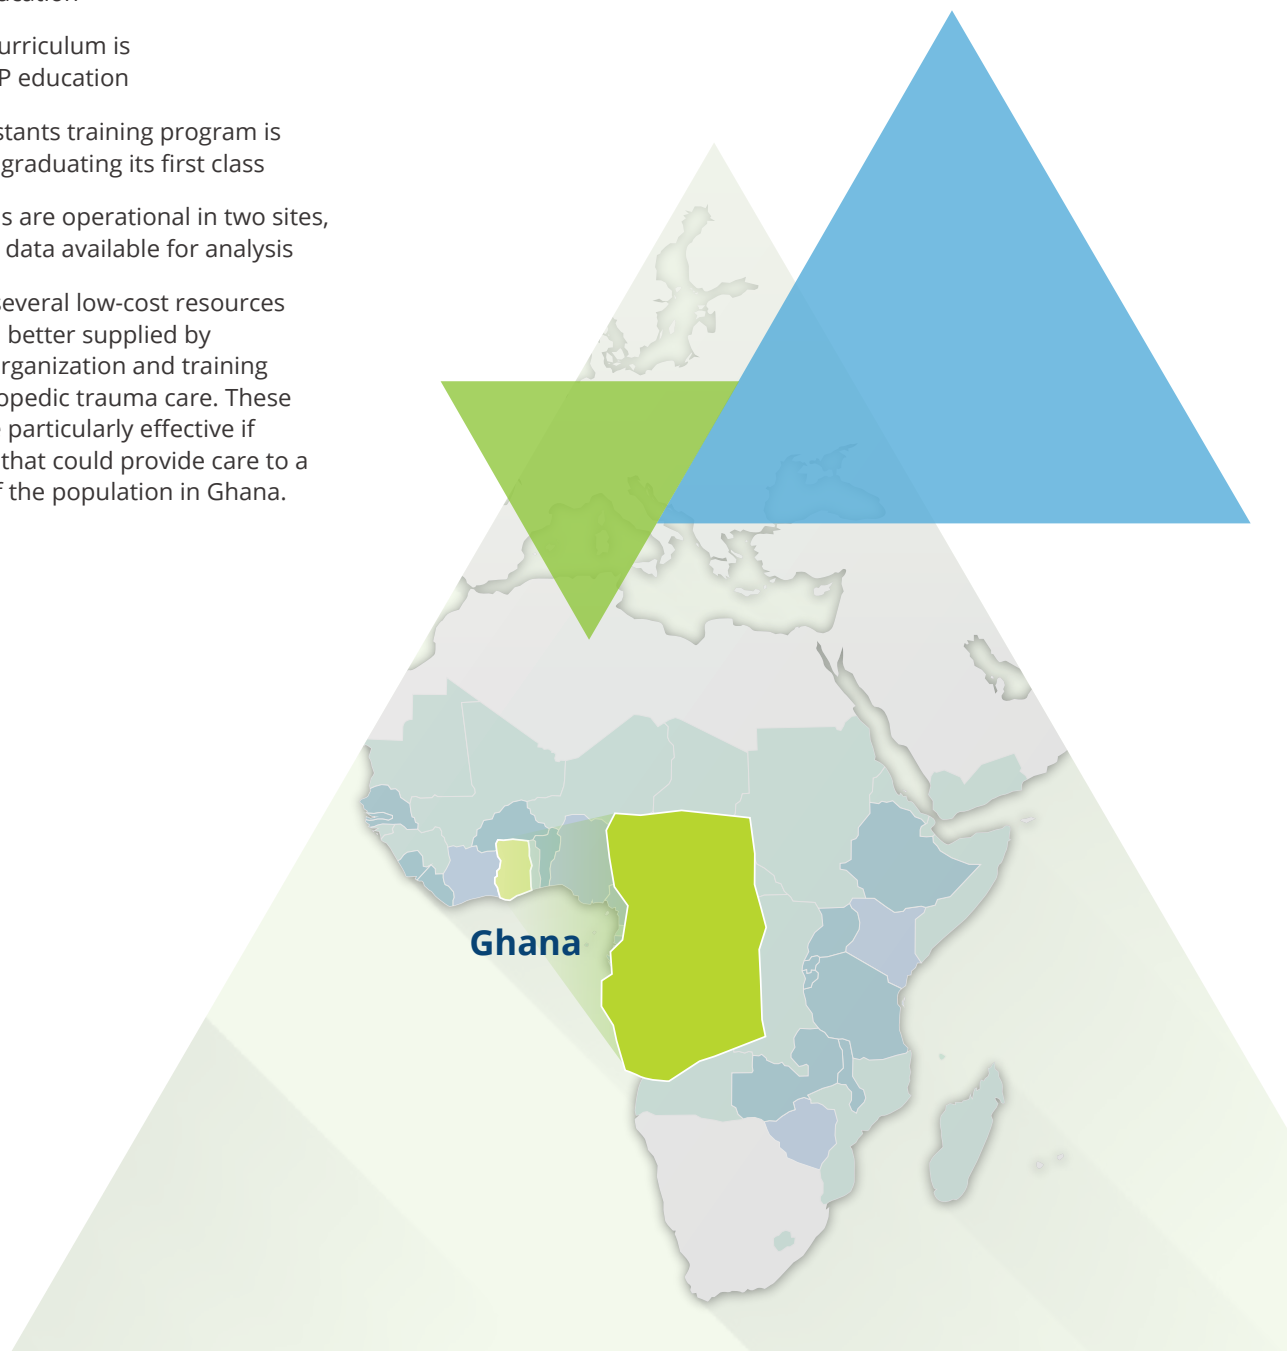 urriculum is
P education
stants training program is
graduating its first class
s are operational in two sites,
data available for analysis
several low-cost resources
better supplied by
rganization and training
opedic trauma care. These
particularly effective if
that could provide care to a
f the population in Ghana.
Ghana